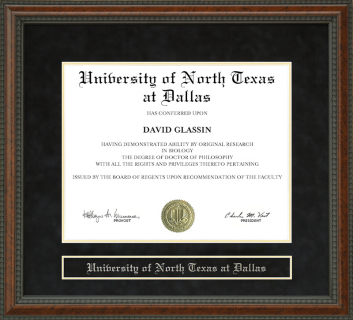 University of North Texas
at Dallas
HAS CONFERRED UPON
DAVID GLASSIN
HAVING DEMONSTRATED ABILITY BY ORIGINAL RESEARCH
IN BIOLOGY
THE DEGREE OF DOCTOR OF PHILOSOPHY
WITH ALL THE RIGHTS AND PRIVILEGES THERETO PERTAINING
ISSUED BY THE BOARD OF REGENTS UPON RECOMMENDATION OF THE FACULTY
PROVOST
PRESIDENT
University of North Texas at Dallas